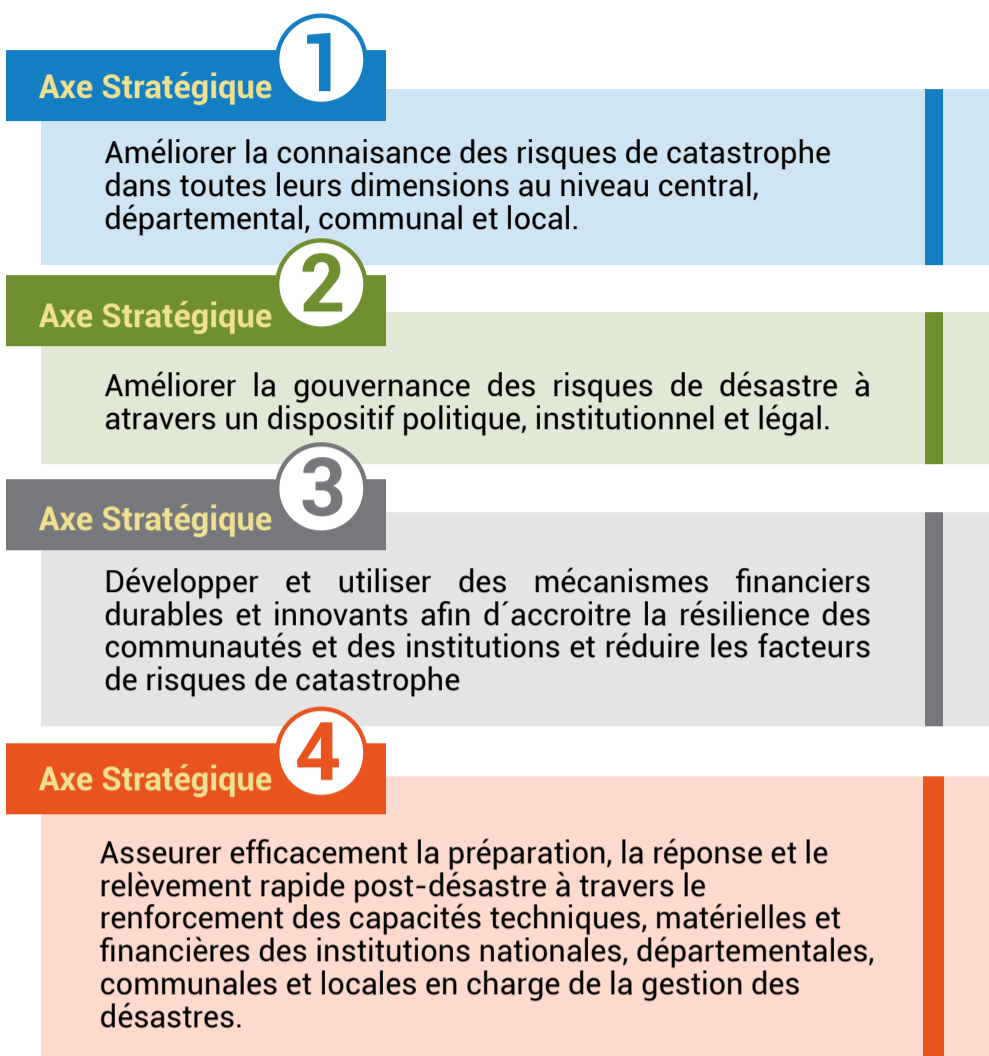 Axe Stratégique 1
Améliorer la connaisance des risques de catastrophe
dans toutes leurs dimensions au niveau central,
départemental, communal et local.
Axe Stratégique 2
Améliorer la gouvernance des risques de désastre à
atravers un dispositif politique, institutionnel et légal.
Axe Stratégique 3
Développer et utiliser des mécanismes financiers
durables et innovants afin d´accroitre la résilience des
communautés et des institutions et réduire les facteurs
de risques de catastrophe
Axe Stratégique 4
Asseurer efficacement la préparation, la réponse et le
relèvement rapide post-désastre à travers le
renforcement des capacités techniques, matérielles et
financières des institutions nationales, départementales,
communales et locales en charge de la gestion des
désastres.